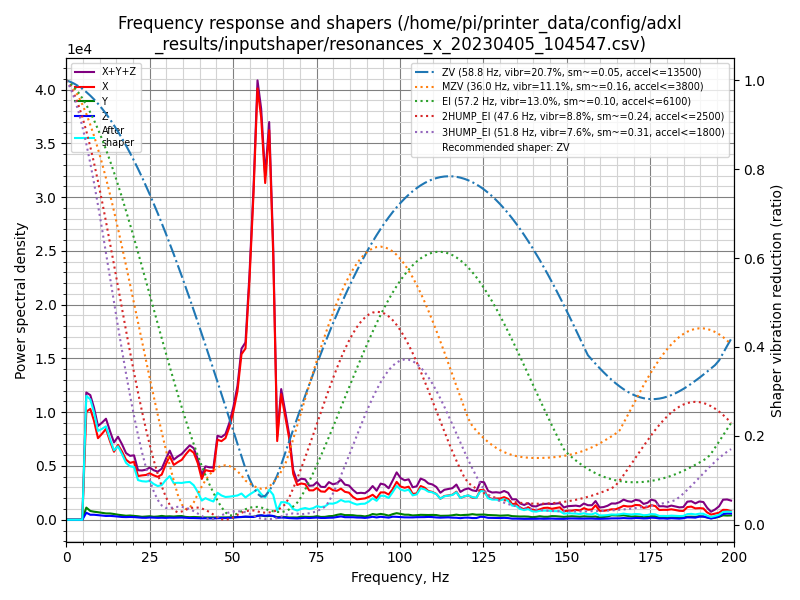 Frequency response and shapers (/home/pi/printer_data/config/adxl
_results/inputshaper/resonances_x_20230405_104547.csv)
1e4
X+Y+Z
X
Y
Z
After
shaper
ZV (58.8 Hz, vibr=20.7%, sm~=0.05, accel<=13500)
MZV (36.0 Hz, vibr=11.1%, sm~=0.16, accel<=3800)
EI (57.2 Hz, vibr=13.0%, sm~=0.10, accel<=6100)
2HUMP_EI (47.6 Hz, vibr=8.8%, sm~=0.24, accel<=2500)
3HUMP_EI (51.8 Hz, vibr=7.6%, sm~=0.31, accel<=1800)
Recommended shaper: ZV
Power spectral density
4.0
3.5
3.0
2.5
2.0
1.5
1.0
0.5
0.0
1.0
0.8
0.6
0.4
0.2
0.0
Shaper vibration reduction (ratio)
0 25 50 75 100 125 150 175 200
Frequency, Hz